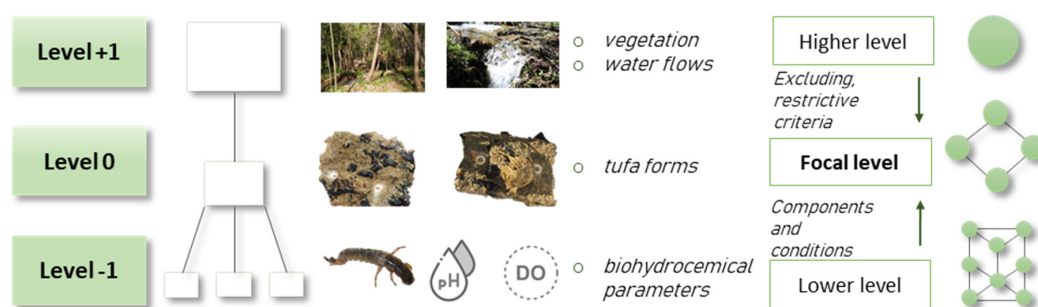 Level +1
vegetation
water flows
Higher level
Excluding,
restrictive
criteria
Level 0
tufa forms
Focal level
Components
and
conditions
Level -1
pH
DO
biohydrocemical
parameters
Lower level